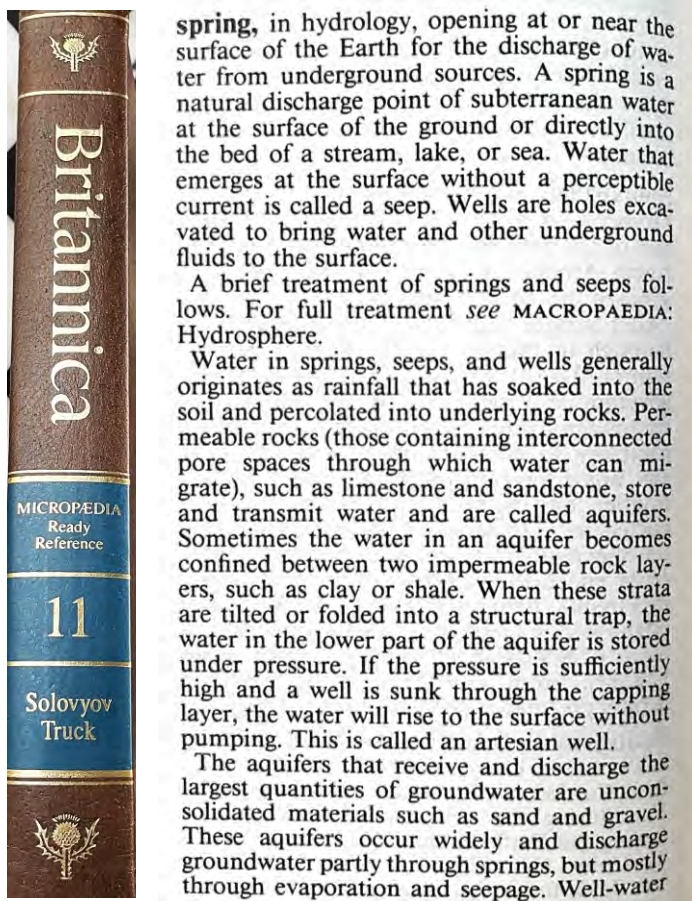 Britannica
MICROPÆDIA
Ready
Reference
11
Solovyov
Truck
spring, in hydrology, opening at or near the
surface of the Earth for the discharge of wa-
ter from underground sources. A spring is a
natural discharge point of subterranean water
at the surface of the ground or directly into
the bed of a stream, lake, or sea. Water that
emerges at the surface without a perceptible
current is called a seep. Wells are holes exca-
vated to bring water and other underground
fluids to the surface.
A brief treatment of springs and seeps fol-
lows. For full treatment see MACROPAEDIA:
Hydrosphere.
Water in springs, seeps, and wells generally
originates as rainfall that has soaked into the
soil and percolated into underlying rocks. Per-
meable rocks (those containing interconnected
pore spaces through which water can mi-
grate), such as limestone and sandstone, store
and transmit water and are called aquifers.
Sometimes the water in an aquifer becomes
confined between two impermeable rock lay-
ers, such as clay or shale. When these strata
are tilted or folded into a structural trap, the
water in the lower part of the aquifer is stored
under pressure. If the pressure is sufficiently
high and a well is sunk through the capping
layer, the water will rise to the surface without
pumping. This is called an artesian well.
The aquifers that receive and discharge the
largest quantities of groundwater are uncon-
solidated materials such as sand and gravel.
These aquifers occur widely and discharge
groundwater partly through springs, but mostly
through evaporation and seepage. Well-water